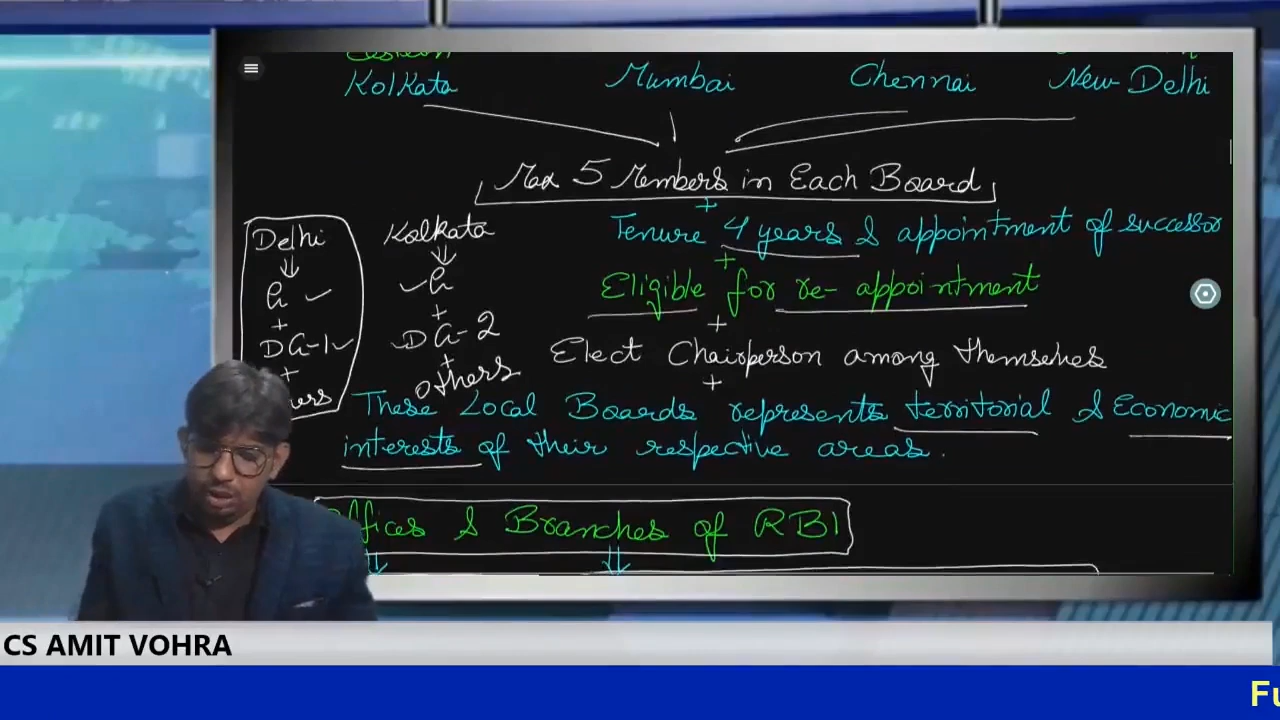 Kolkata Mumbai Chennai New Delhi
Max 5 Members in Each Board
+
Delhi Kolkata Tenure 4 years & appointment of successor
+
G G Eligible for re-appointment
+ + +
DG-1 DG-2 Elect Chairperson among themselves
+ + +
others
These Local Boards represents territorial & Economic
interests of their respective areas.
Offices & Branches of RBI
CS AMIT VOHRA
Fu